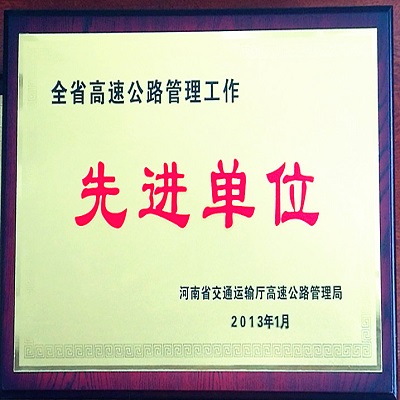 全省高速公路管理工作
先进单位
河南省交通运输厅高速公路管理局
2013年1月